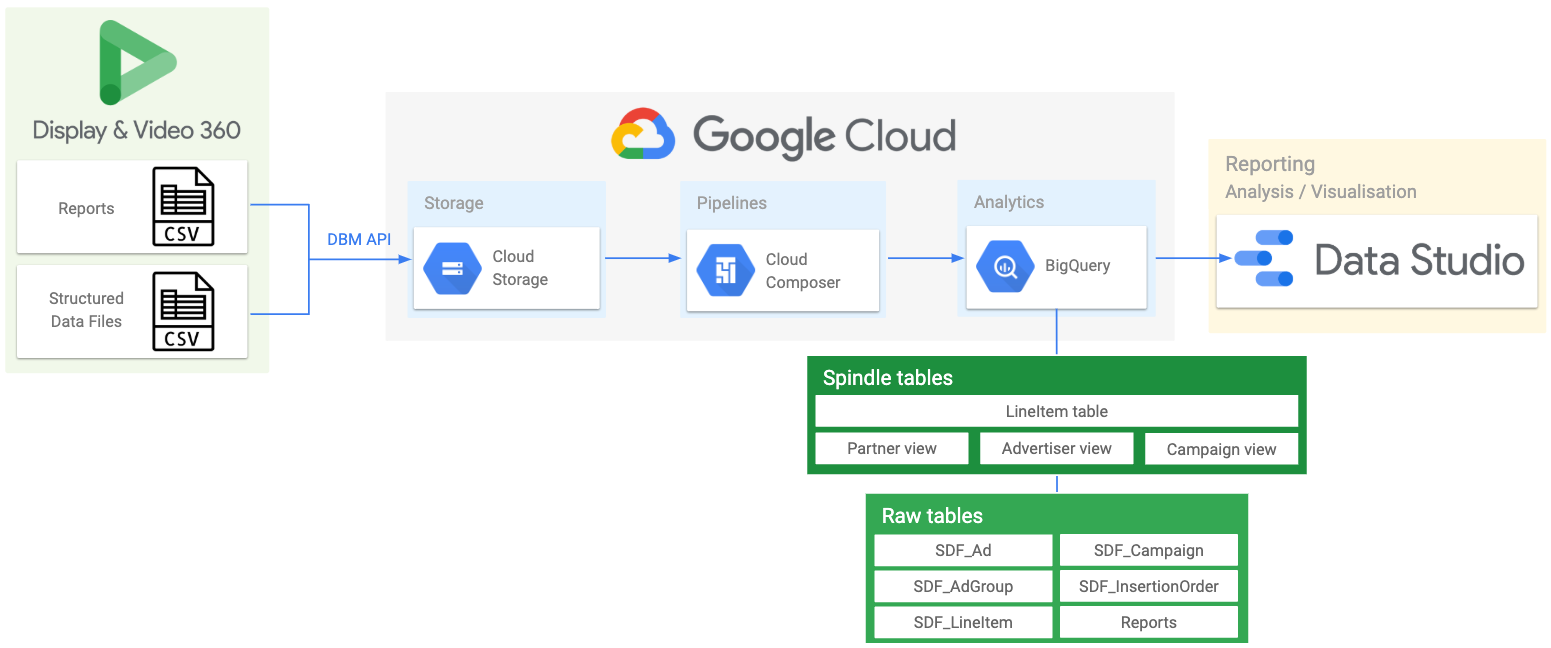 Display & Video 360
Reports
CSV
Structured
Data Files
CSV
DBM API
Google Cloud
Storage
Cloud
Storage
Pipelines
Cloud
Composer
Analytics
BigQuery
Reporting
Analysis / Visualisation
Data Studio
Spindle tables
LineItem table
Partner view
Advertiser view
Campaign view
Raw tables
SDF_Ad
SDF_Campaign
SDF_AdGroup
SDF_InsertionOrder
SDF_LineItem
Reports